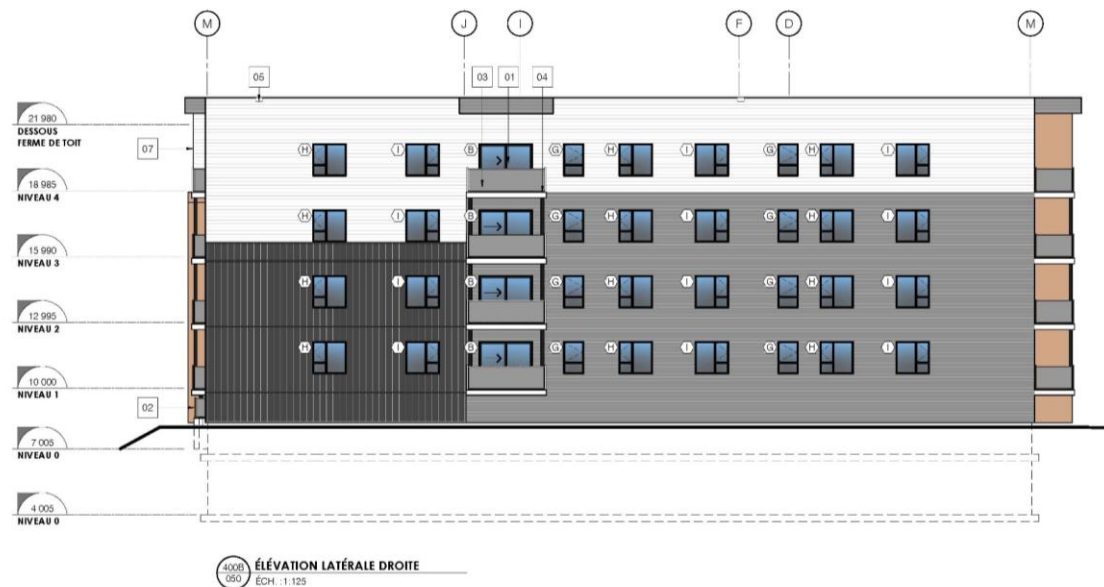 M J I F D M
05 03 01 04
21 980
DESSOUS
FERME DE TOIT
07
H I B G H I G H I
18 985
NIVEAU 4
H I B G H I G H I
15 990
NIVEAU 3
H I B G H I G H I
12 995
NIVEAU 2
H I B G H I G H I
10 000
NIVEAU 1
02
7 005
NIVEAU 0
4 005
NIVEAU 0
400B
050
ÉLÉVATION LATÉRALE DROITE
ÉCH. : 1:125